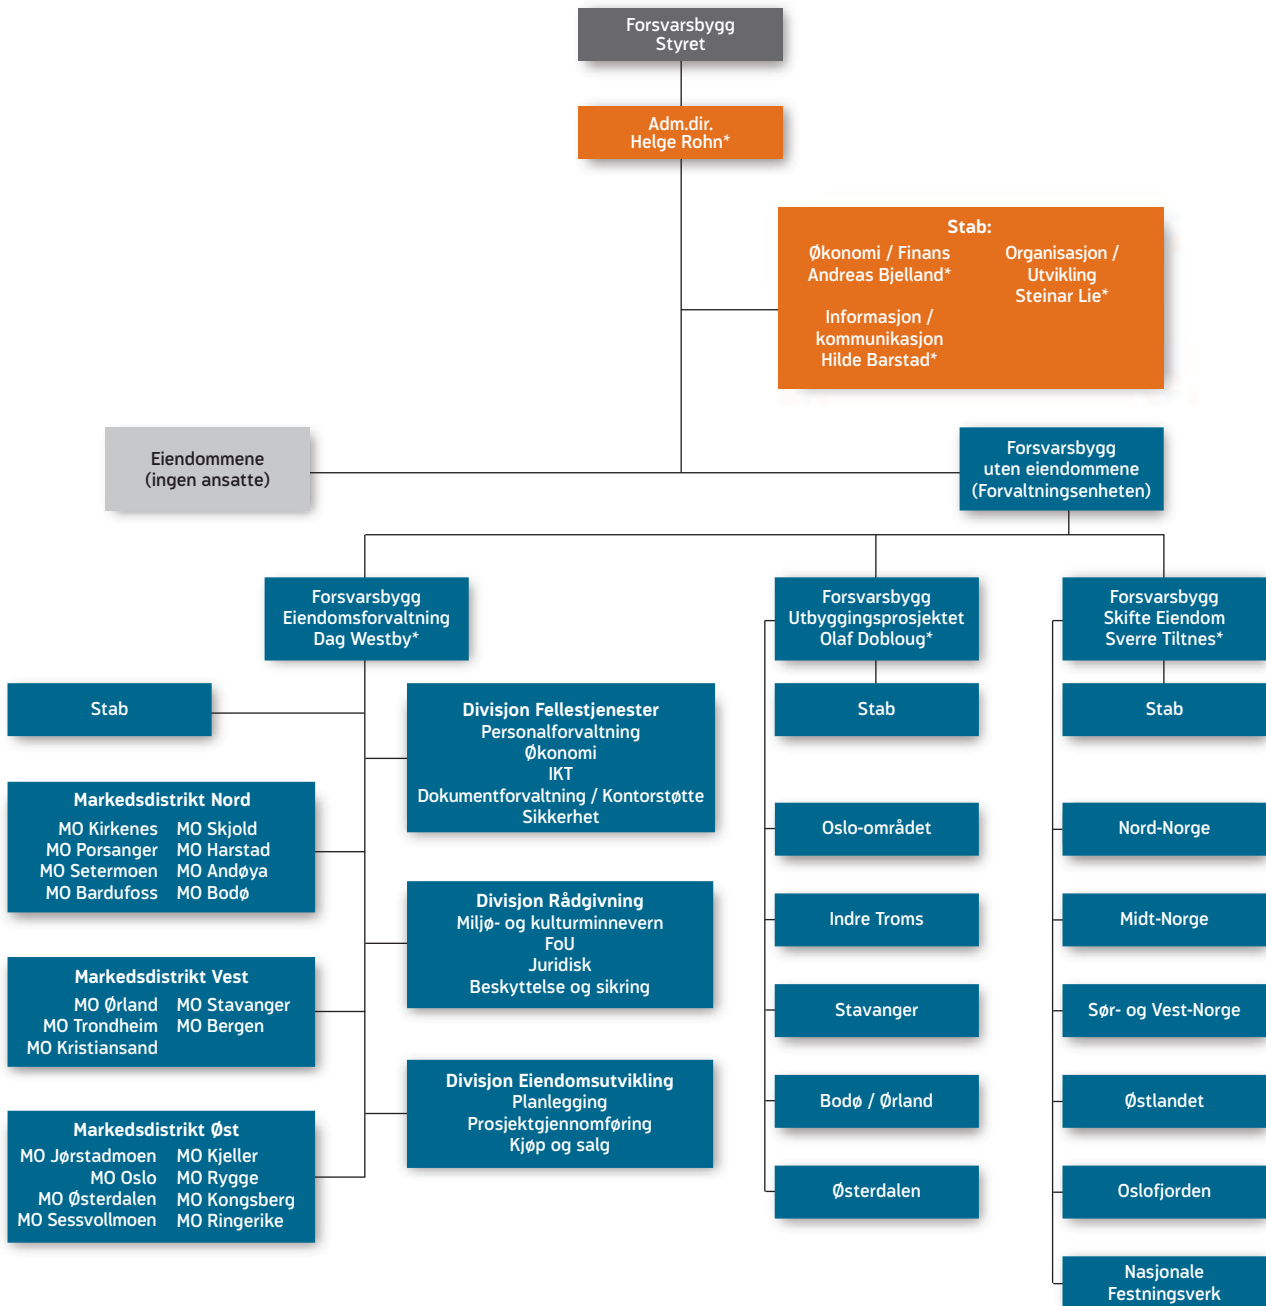 Forsvarsbygg
Styret
Adm.dir.
Helge Rohn*
Stab:
Økonomi / Finans
Andreas Bjelland*
Organisasjon /
Utvikling
Steinar Lie*
Informasjon /
kommunikasjon
Hilde Barstad*
Eiendommene
(ingen ansatte)
Forsvarsbygg
uten eiendommene
(Forvaltningsenheten)
Forsvarsbygg
Eiendomsforvaltning
Dag Westby*
Stab
Markedsdistrikt Nord
MO Kirkenes MO Skjold
MO Porsanger MO Harstad
MO Setermoen MO Andøya
MO Bardufoss MO Bodø
Markedsdistrikt Vest
MO Ørland MO Stavanger
MO Trondheim MO Bergen
MO Kristiansand
Markedsdistrikt Øst
MO Jørstadmoen MO Kjeller
MO Oslo MO Rygge
MO Østerdalen MO Kongsberg
MO Sessvollmoen MO Ringerike
Divisjon Fellestjenester
Personalforvaltning
Økonomi
IKT
Dokumentforvaltning / Kontorstøtte
Sikkerhet
Divisjon Rådgivning
Miljø- og kulturminnevern
FoU
Juridisk
Beskyttelse og sikring
Divisjon Eiendomsutvikling
Planlegging
Prosjektgjennomføring
Kjøp og salg
Forsvarsbygg
Utbyggingsprosjektet
Olaf Dobloug*
Stab
Oslo-området
Indre Troms
Stavanger
Bodø / Ørland
Østerdalen
Forsvarsbygg
Skifte Eiendom
Sverre Tiltnes*
Stab
Nord-Norge
Midt-Norge
Sør- og Vest-Norge
Østlandet
Oslofjorden
Nasjonale
Festningsverk